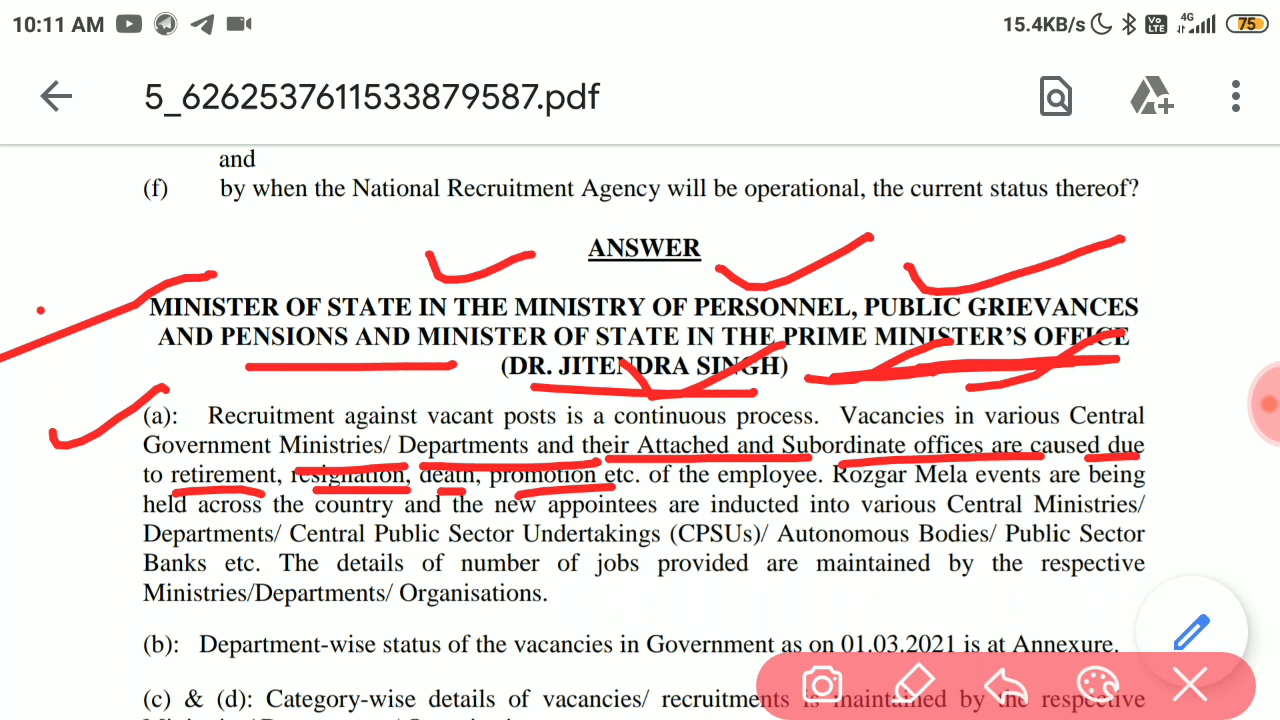 10:11 AM 15.4KB/s Vo LTE 4G 75
5_6262537611533879587.pdf
and
(f) by when the National Recruitment Agency will be operational, the current status thereof?
ANSWER
MINISTER OF STATE IN THE MINISTRY OF PERSONNEL, PUBLIC GRIEVANCES
AND PENSIONS AND MINISTER OF STATE IN THE PRIME MINISTER’S OFFICE
(DR. JITENDRA SINGH)
(a): Recruitment against vacant posts is a continuous process. Vacancies in various Central
Government Ministries/ Departments and their Attached and Subordinate offices are caused due
to retirement, resignation, death, promotion etc. of the employee. Rozgar Mela events are being
held across the country and the new appointees are inducted into various Central Ministries/
Departments/ Central Public Sector Undertakings (CPSUs)/ Autonomous Bodies/ Public Sector
Banks etc. The details of number of jobs provided are maintained by the respective
Ministries/Departments/ Organisations.
(b): Department-wise status of the vacancies in Government as on 01.03.2021 is at Annexure.
(c) & (d): Category-wise details of vacancies/ recruitments is maintained by the respective